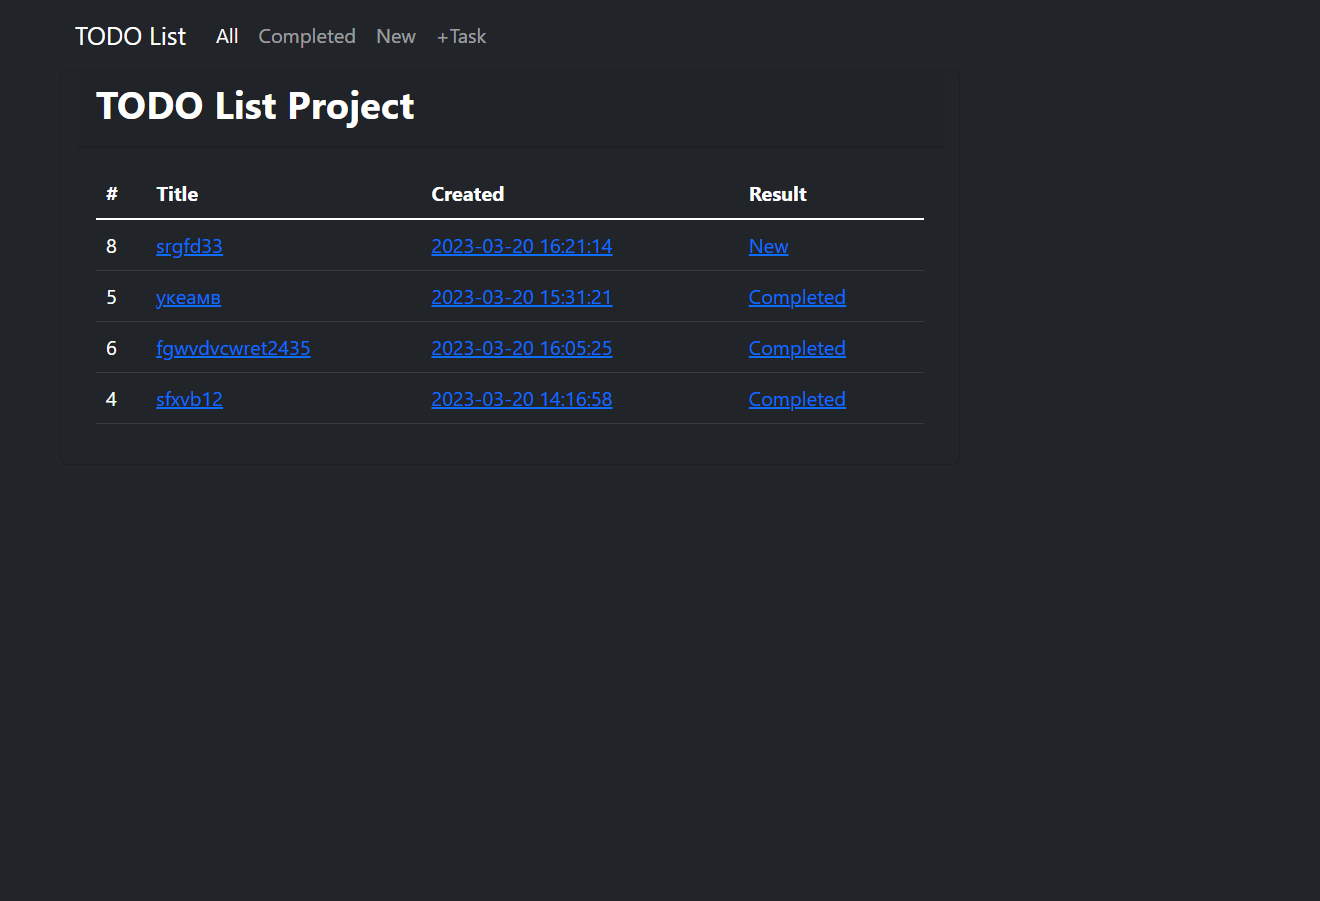 TODO List All Completed New +Task
TODO List Project
# Title Created Result
8 srgfd33 2023-03-20 16:21:14 New
5 укеамв 2023-03-20 15:31:21 Completed
6 fgwvdvcwret2435 2023-03-20 16:05:25 Completed
4 sfxvb12 2023-03-20 14:16:58 Completed